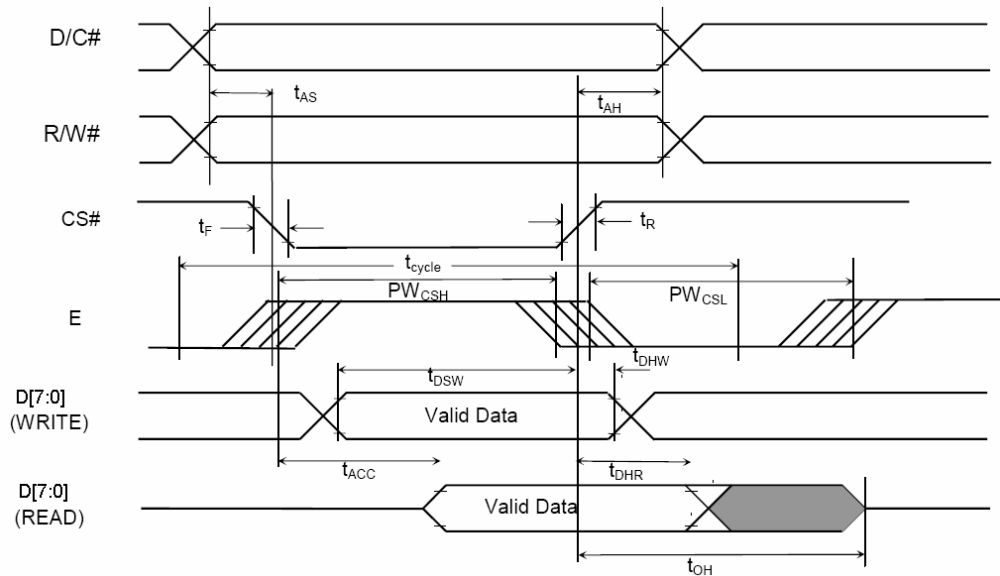 D/C#
t_AS
t_AH
R/W#
CS#
t_F
t_R
t_cycle
PW_CSH
PW_CSL
E
t_DHW
t_DSW
D[7:0]
(WRITE)
Valid Data
t_ACC
t_DHR
D[7:0]
(READ)
Valid Data
t_OH